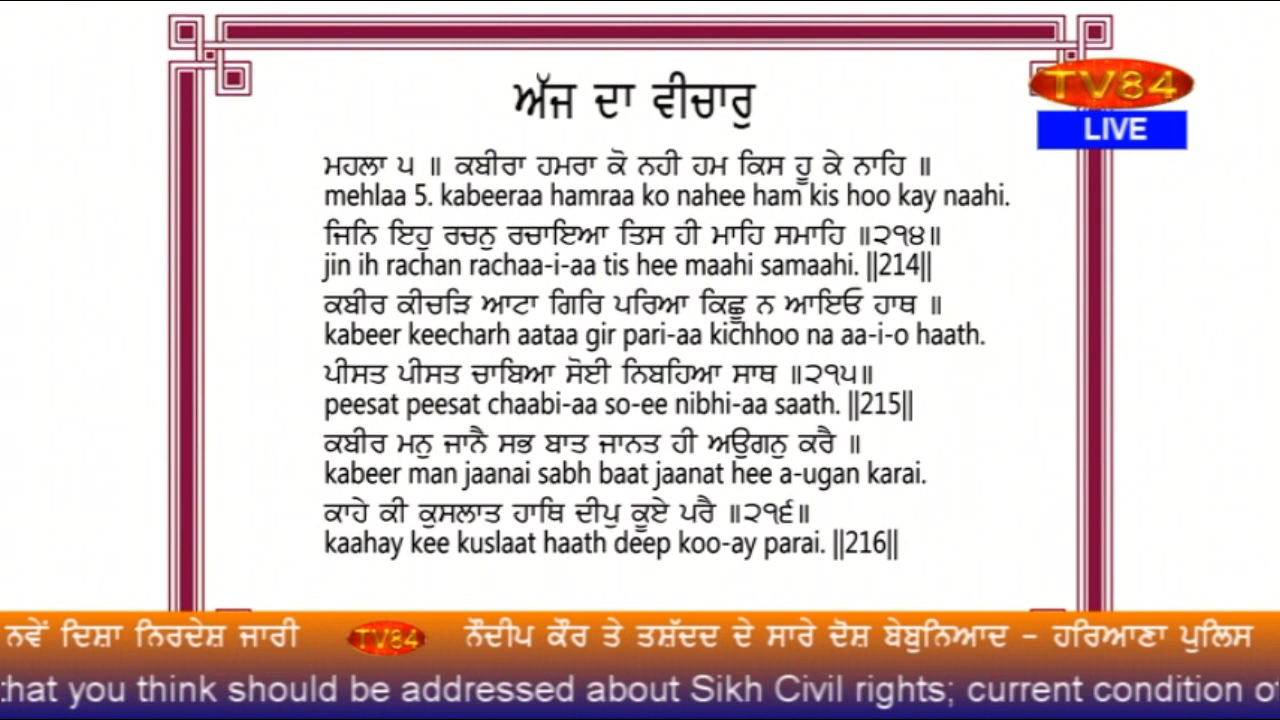 ਅੱਜ ਦਾ ਵੀਚਾਰੁ
TV84
LIVE
ਮਹਲਾ ੫ ॥ ਕਬੀਰਾ ਹਮਰਾ ਕੋ ਨਹੀ ਹਮ ਕਿਸ ਹੂ ਕੇ ਨਾਹਿ ॥
mehlaa 5. kabeeraa hamraa ko nahee ham kis hoo kay naahi.
ਜਿਨਿ ਇਹੁ ਰਚਨੁ ਰਚਾਇਆ ਤਿਸ ਹੀ ਮਾਹਿ ਸਮਾਹਿ ॥੨੧੪॥
jin ih rachan rachaa-i-aa tis hee maahi samaahi. ||214||
ਕਬੀਰ ਕੀਚੜਿ ਆਟਾ ਗਿਰਿ ਪਰਿਆ ਕਿਛੂ ਨ ਆਇਓ ਹਾਥ ॥
kabeer keecharh aataa gir pari-aa kichhoo na aa-i-o haath.
ਪੀਸਤ ਪੀਸਤ ਚਾਬਿਆ ਸੋਈ ਨਿਬਹਿਆ ਸਾਥ ॥੨੧੫॥
peesat peesat chaabi-aa so-ee nibhi-aa saath. ||215||
ਕਬੀਰ ਮਨੁ ਜਾਨੈ ਸਭ ਬਾਤ ਜਾਨਤ ਹੀ ਅਉਗਨੁ ਕਰੈ ॥
kabeer man jaanai sabh baat jaanat hee a-ugan karai.
ਕਾਹੇ ਕੀ ਕੁਸਲਾਤ ਹਾਥਿ ਦੀਪੁ ਕੂਏ ਪਰੈ ॥੨੧੬॥
kaahay kee kuslaat haath deep koo-ay parai. ||216||
ਨਵੇਂ ਦਿਸ਼ਾ ਨਿਰਦੇਸ਼ ਜਾਰੀ TV84 ਨੌਦੀਪ ਕੌਰ ਤੇ ਤਸ਼ੱਦਦ ਦੇ ਸਾਰੇ ਦੋਸ਼ ਬੇਬੁਨਿਆਦ - ਹਰਿਆਣਾ ਪੁਲਿਸ
that you think should be addressed about Sikh Civil rights; current condition of